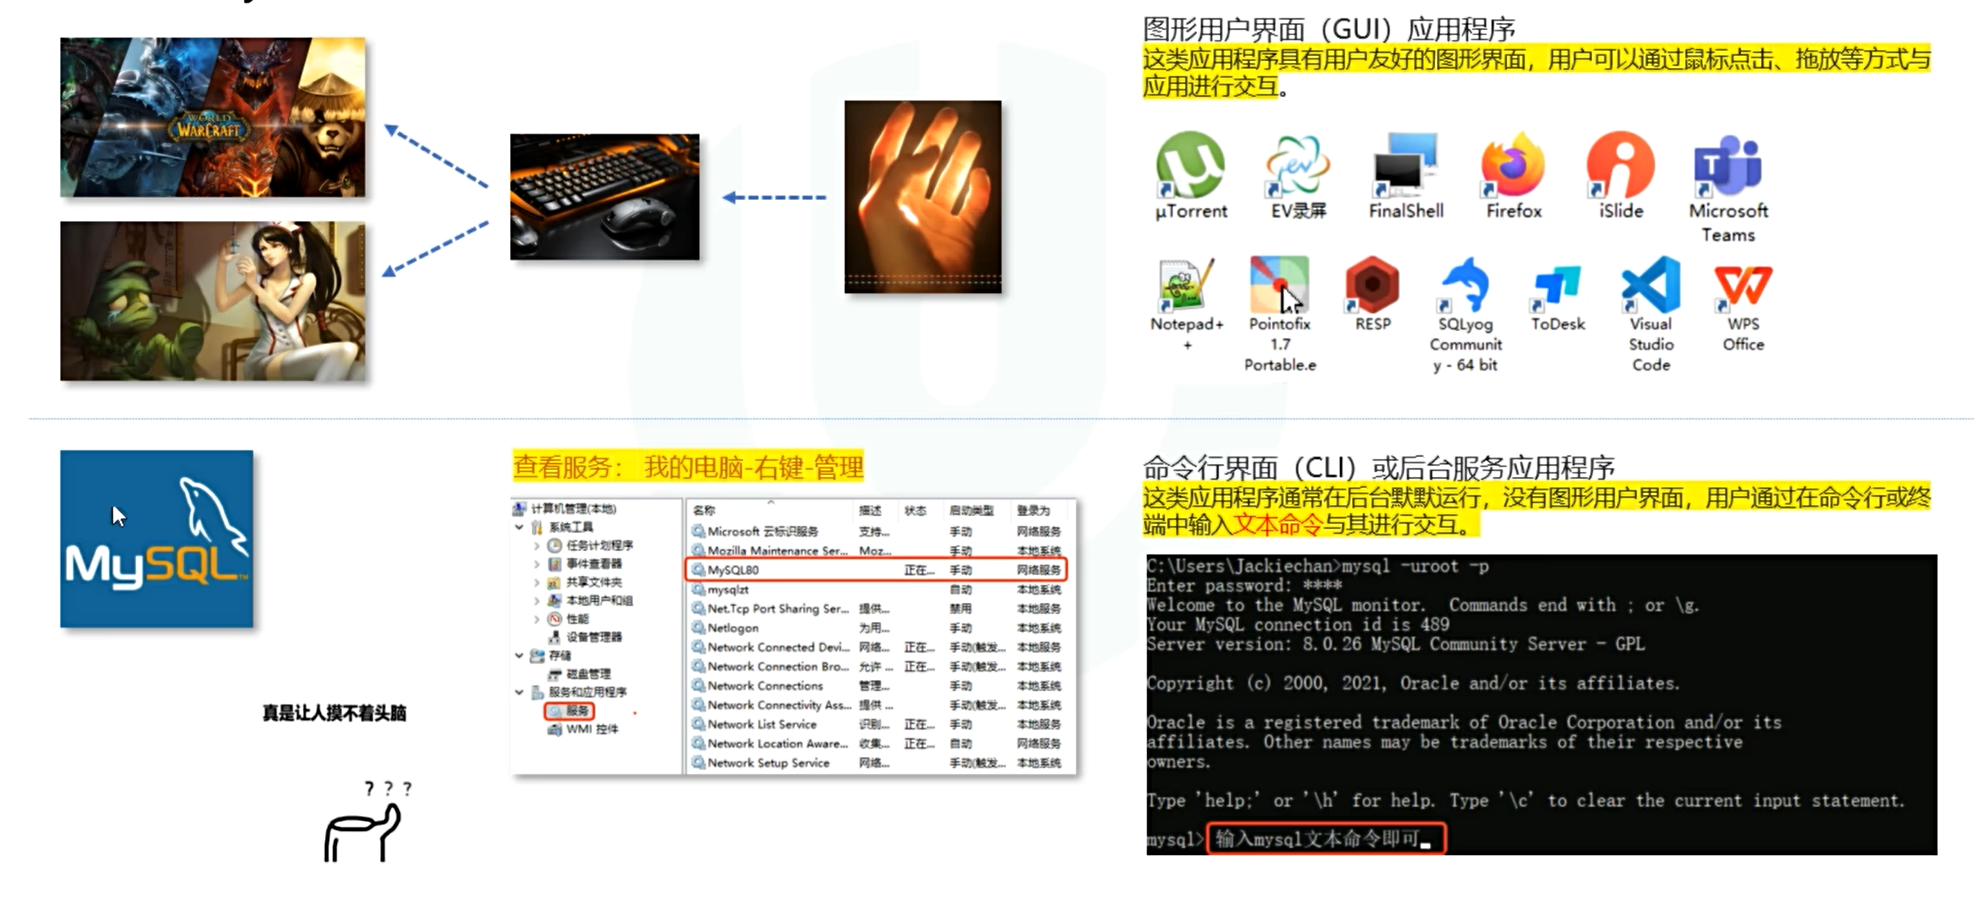 WORLD
WARCRAFT
图形用户界面（GUI）应用程序
这类应用程序具有用户友好的图形界面，用户可以通过鼠标点击、拖放等方式与
应用进行交互。
µTorrent
EV录屏
FinalShell
Firefox
iSlide
Microsoft
Teams
Notepad+
+
Pointofix
1.7
Portable.e
RESP
SQLyog
Communit
y - 64 bit
ToDesk
Visual
Studio
Code
WPS
Office
MySQL
真是让人摸不着头脑
? ? ?
查看服务： 我的电脑-右键-管理
计算机管理(本地)
系统工具
任务计划程序
事件查看器
共享文件夹
本地用户和组
性能
设备管理器
存储
磁盘管理
服务和应用程序
服务
WMI 控件
名称 描述 状态 启动类型 登录为
Microsoft 云标识服务 支持... 手动 网络服务
Mozilla Maintenance Ser... Moz... 手动 本地系统
MySQL80 正在... 手动 网络服务
mysqlzt 自动 本地系统
Net.Tcp Port Sharing Ser... 提供... 禁用 本地服务
Netlogon 为用... 手动 本地系统
Network Connected Devi... 网络... 正在... 手动(触发... 本地服务
Network Connection Bro... 允许 ... 正在... 手动(触发... 本地系统
Network Connections 管理... 手动 本地系统
Network Connectivity Ass... 提供 ... 手动(触发... 本地系统
Network List Service 识别... 正在... 手动 本地服务
Network Location Aware... 收集... 正在... 自动 网络服务
Network Setup Service 网络... 手动(触发... 本地系统
命令行界面（CLI）或后台服务应用程序
这类应用程序通常在后台默默运行，没有图形用户界面，用户通过在命令行或终
端中输入文本命令与其进行交互。
C:\Users\Jackiechan>mysql -uroot -p
Enter password: ****
Welcome to the MySQL monitor.  Commands end with ; or \g.
Your MySQL connection id is 489
Server version: 8.0.26 MySQL Community Server - GPL
Copyright (c) 2000, 2021, Oracle and/or its affiliates.
Oracle is a registered trademark of Oracle Corporation and/or its
affiliates. Other names may be trademarks of their respective
owners.
Type 'help;' or '\h' for help. Type '\c' to clear the current input statement.
mysql> 输入mysql文本命令即可